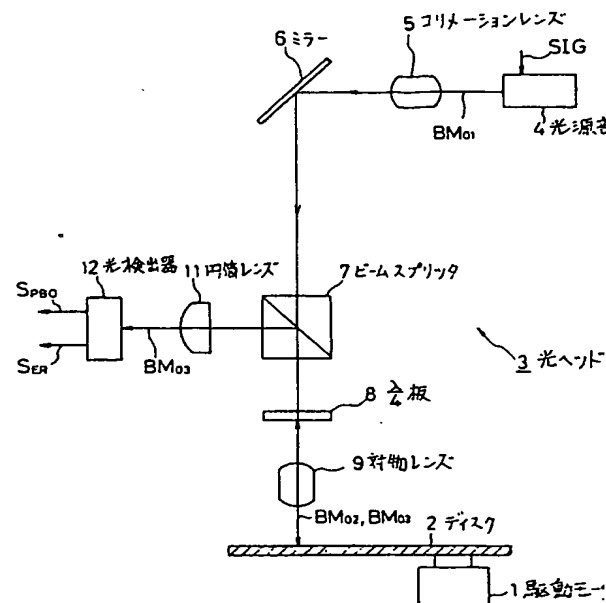 5 コリメーションレンズ
6 ミラー
SIG
BM01
4 光源
12 光検出器
11 円筒レンズ
7 ビームスプリッタ
SPBO
SER
BM03
3 光ヘッド
8 λ/4 板
9 対物レンズ
BM02, BM03
2 ディスク
1 駆動モー